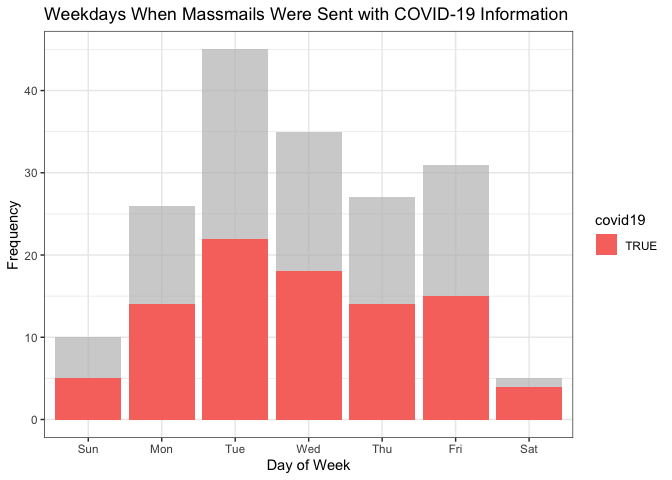 Weekdays When Massmails Were Sent with COVID-19 Information
Frequency
40
30
20
10
0
Sun Mon Tue Wed Thu Fri Sat
Day of Week
covid19
TRUE